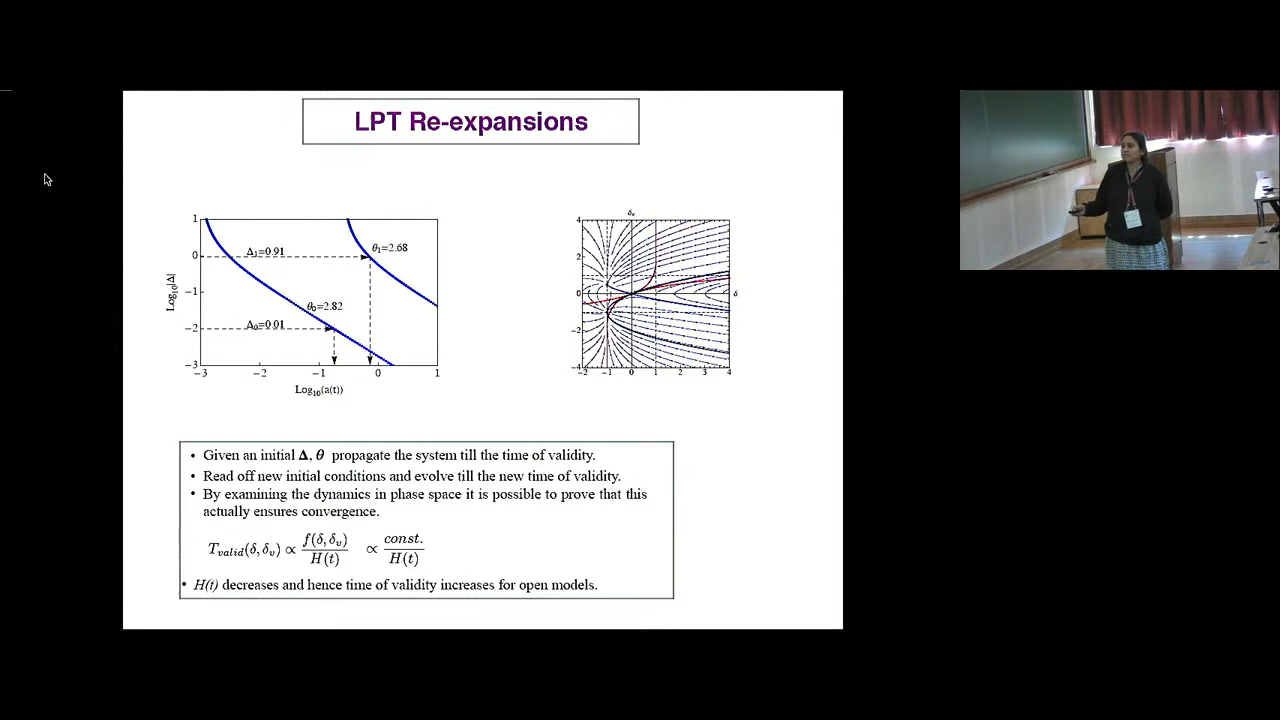 LPT Re-expansions
Log₁₀|Δ|
1
0
−1
−2
−3
Δ₁=0.91
θ₁=2.68
θ₀=2.82
Δ₀=0.01
−3 −2 −1 0 1
Log₁₀(a(t))
δᵥ
4
2
0
−2
−4
δ
−2 −1 0 1 2 3 4
• Given an initial Δ, θ propagate the system till the time of validity.
• Read off new initial conditions and evolve till the new time of validity.
• By examining the dynamics in phase space it is possible to prove that this
actually ensures convergence.
T_valid(δ, δᵥ) ∝ f(δ, δᵥ)/H(t) ∝ const./H(t)
• H(t) decreases and hence time of validity increases for open models.